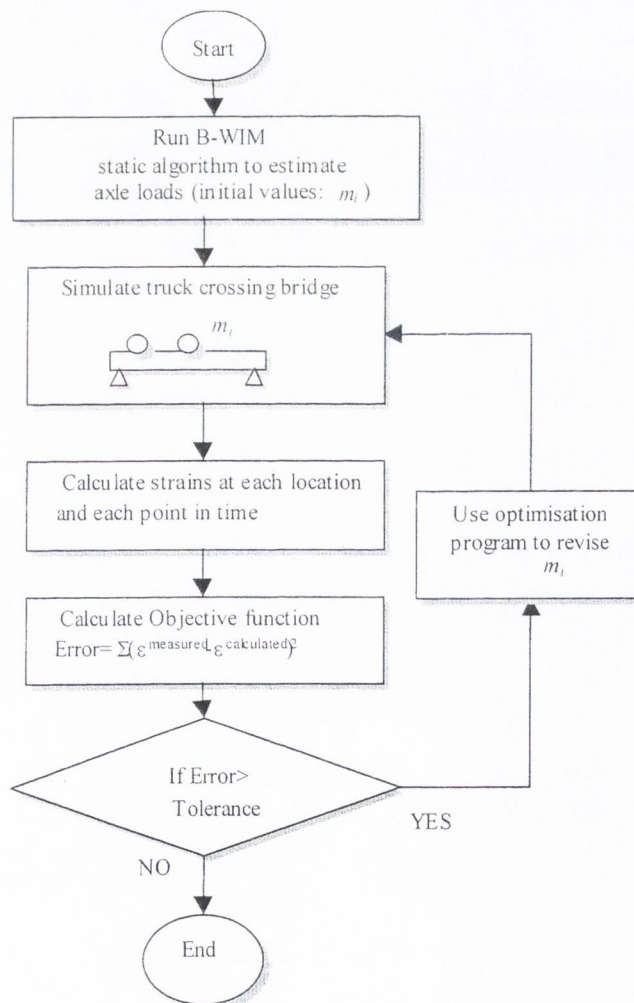 Start
Run B-WIM
static algorithm to estimate
axle loads (initial values: mᵢ )
Simulate truck crossing bridge
mᵢ
Calculate strains at each location
and each point in time
Use optimisation
program to revise
mᵢ
Calculate Objective function
Error= Σ(εmeasured-εcalculated)²
If Error>
Tolerance
YES
NO
End